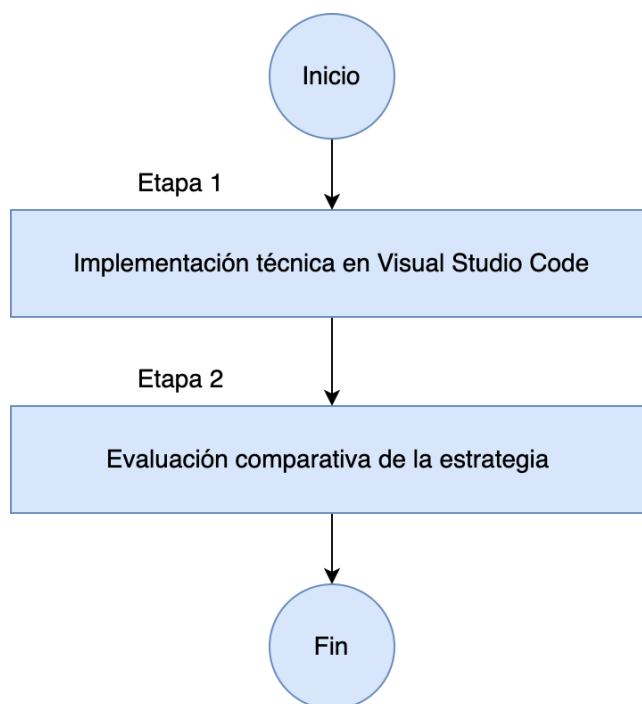 Inicio
Etapa 1
Implementación técnica en Visual Studio Code
Etapa 2
Evaluación comparativa de la estrategia
Fin